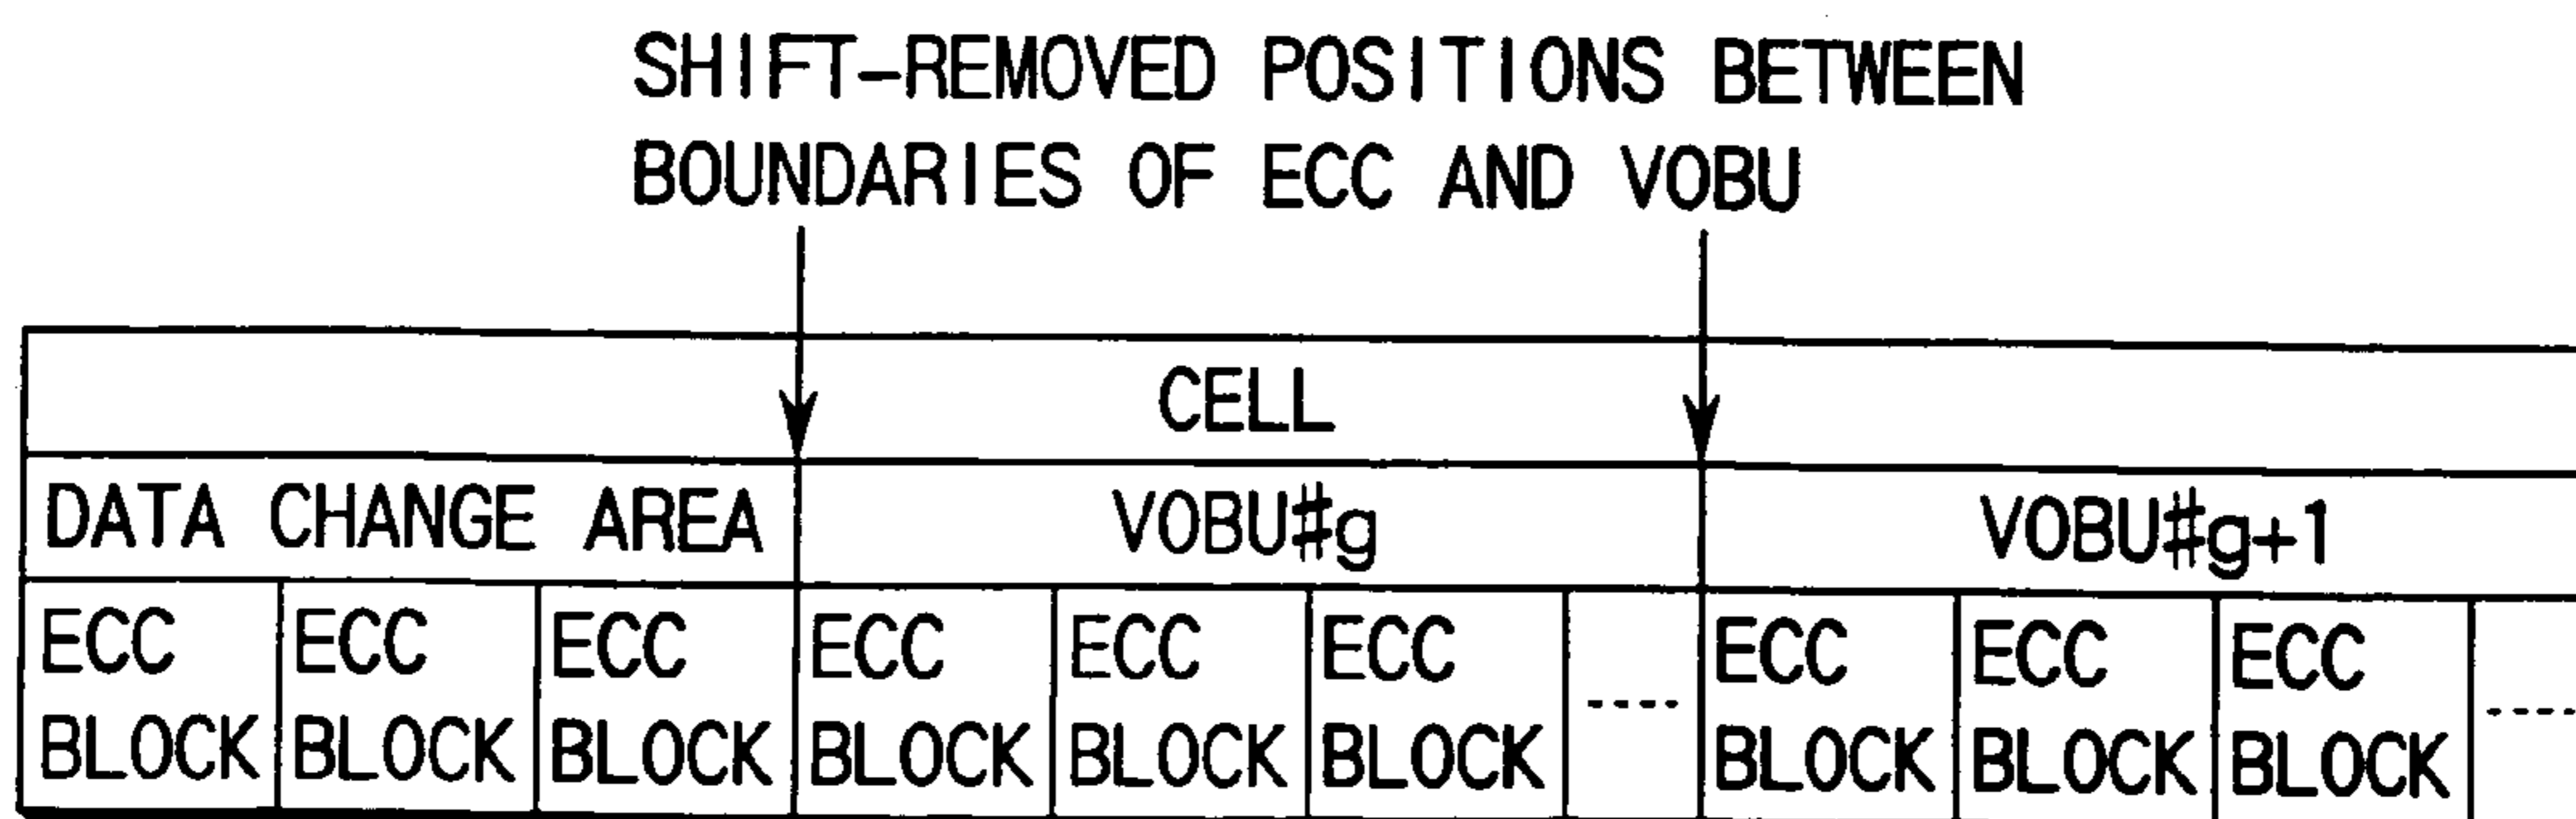 SHIFT-REMOVED POSITIONS BETWEEN
BOUNDARIES OF ECC AND VOBU
CELL
DATA CHANGE AREA VOBU#g VOBU#g+1
ECC ECC ECC ECC ECC ECC ECC ECC ECC
BLOCK BLOCK BLOCK BLOCK BLOCK BLOCK ---- BLOCK BLOCK BLOCK ----